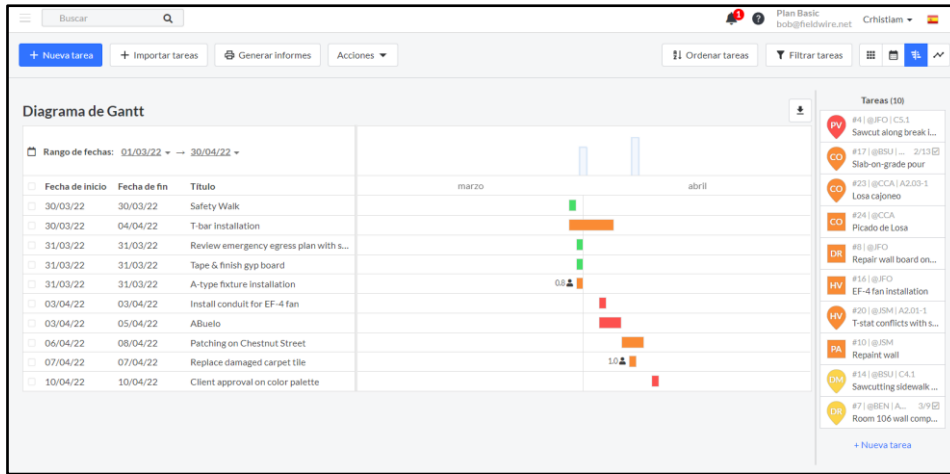 Buscar
1
Plan Basic
bob@fieldwire.net
Crhistiam
+ Nueva tarea
+ Importar tareas
Generar informes
Acciones
Ordenar tareas
Filtrar tareas
Diagrama de Gantt
Rango de fechas: 01/03/22 → 30/04/22
Fecha de inicio Fecha de fin Título marzo abril
30/03/22 30/03/22 Safety Walk
30/03/22 04/04/22 T-bar installation
31/03/22 31/03/22 Review emergency egress plan with s...
31/03/22 31/03/22 Tape & finish gyp board
31/03/22 31/03/22 A-type fixture installation 0.8
03/04/22 03/04/22 Install conduit for EF-4 fan
03/04/22 05/04/22 ABuelo
06/04/22 08/04/22 Patching on Chestnut Street
07/04/22 07/04/22 Replace damaged carpet tile 1.0
10/04/22 10/04/22 Client approval on color palette
Tareas (10)
PV #4 | @JFO | C5.1
Sawcut along break i...
CO #17 | @BSU | ... 2/13
Slab-on-grade pour
CO #23 | @CCA | A2.03-1
Losa cajoneo
CO #24 | @CCA
Picado de Losa
DR #8 | @JFO
Repair wall board on...
HV #16 | @JFO
EF-4 fan installation
HV #20 | @JSM | A2.01-1
T-stat conflicts with s...
PA #10 | @JSM
Repaint wall
DM #14 | @BSU | C4.1
Sawcutting sidewalk ...
DR #7 | @BEN | A... 3/9
Room 106 wall comp...
+ Nueva tarea